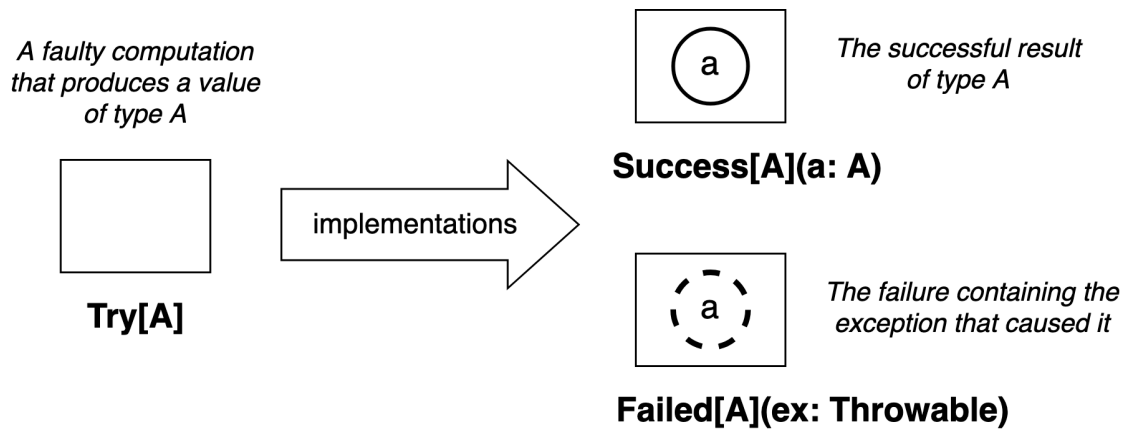 A faulty computation
that produces a value
of type A
Try[A]
implementations
a
The successful result
of type A
Success[A](a: A)
a
The failure containing the
exception that caused it
Failed[A](ex: Throwable)